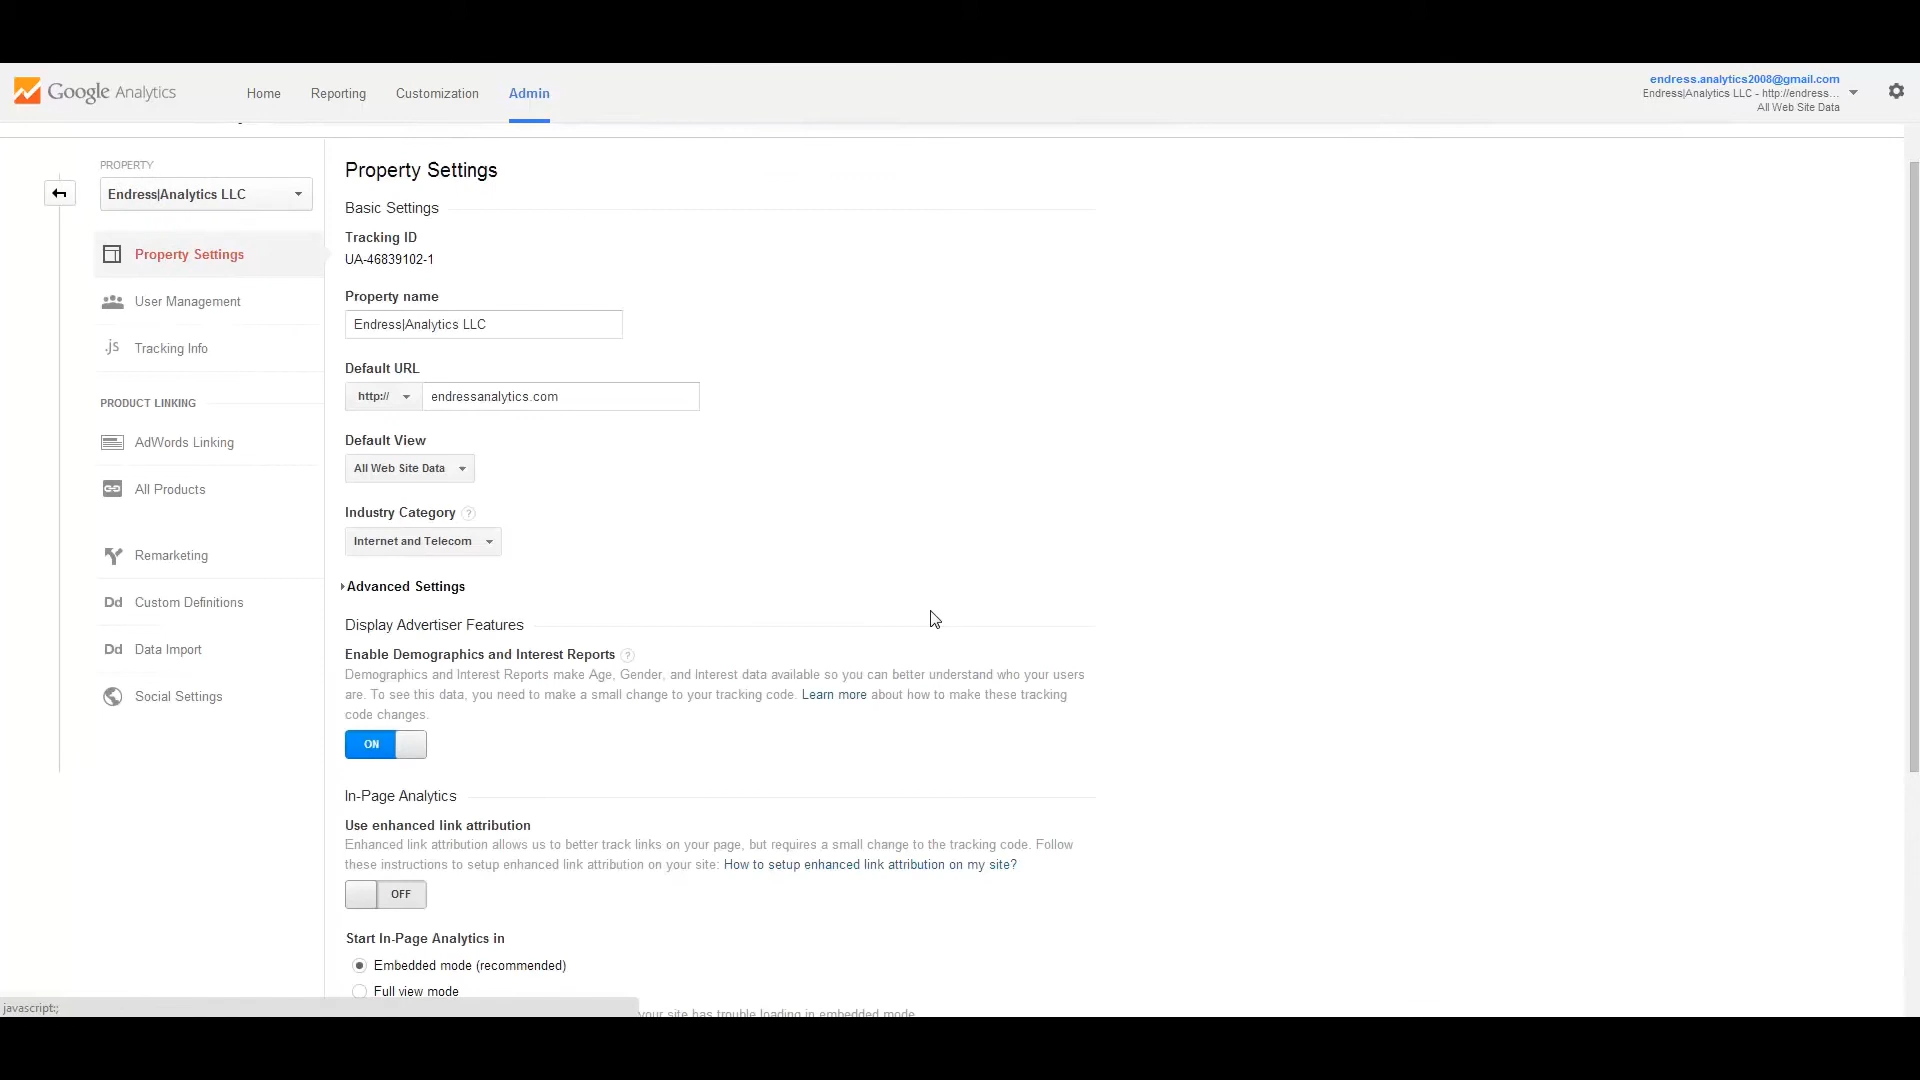 Google Analytics
Home
Reporting
Customization
Admin
endress.analytics2008@gmail.com
Endress|Analytics LLC - http://endress...
All Web Site Data
PROPERTY
Endress|Analytics LLC
Property Settings
User Management
.js
Tracking Info
PRODUCT LINKING
AdWords Linking
All Products
Remarketing
Dd
Custom Definitions
Dd
Data Import
Social Settings
Property Settings
Basic Settings
Tracking ID
UA-46839102-1
Property name
Endress|Analytics LLC
Default URL
http://
endressanalytics.com
Default View
All Web Site Data
Industry Category ?
Internet and Telecom
Advanced Settings
Display Advertiser Features
Enable Demographics and Interest Reports ?
Demographics and Interest Reports make Age, Gender, and Interest data available so you can better understand who your users
are. To see this data, you need to make a small change to your tracking code. Learn more about how to make these tracking
code changes.
ON
In-Page Analytics
Use enhanced link attribution
Enhanced link attribution allows us to better track links on your page, but requires a small change to the tracking code. Follow
these instructions to setup enhanced link attribution on your site: How to setup enhanced link attribution on my site?
OFF
Start In-Page Analytics in
Embedded mode (recommended)
Full view mode
your site has trouble loading in embedded mode
javascript:;